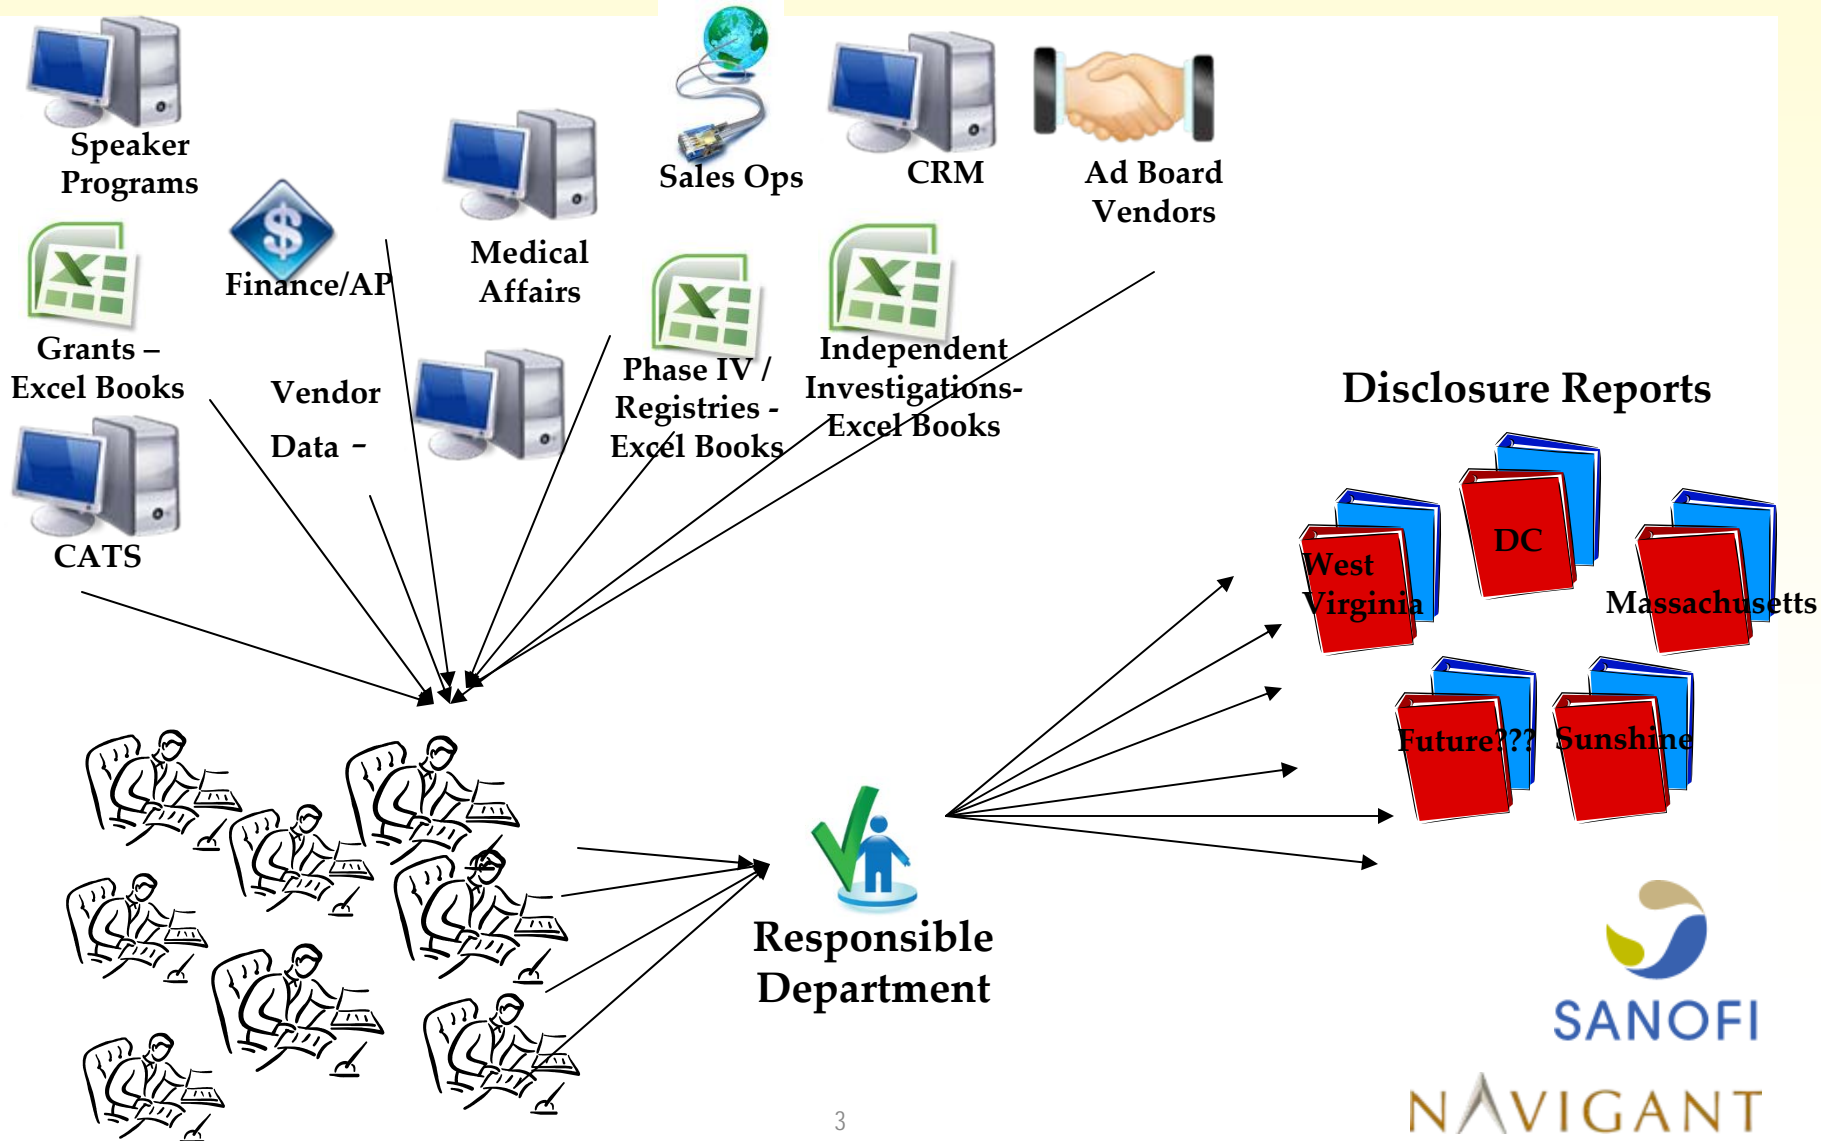 Speaker
Programs
Sales Ops
CRM
Ad Board
Vendors
Finance/AP
Medical
Affairs
Grants –
Excel Books
Vendor
Data –
Phase IV /
Registries -
Excel Books
Independent
Investigations-
Excel Books
CATS
Disclosure Reports
West
Virginia
DC
Massachusetts
Future???
Sunshine
Responsible
Department
SANOFI
NAVIGANT
3